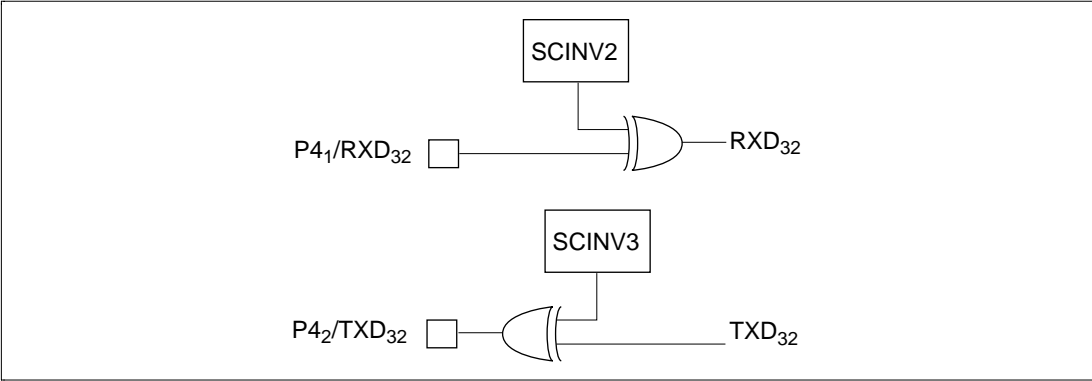 SCINV2
P4₁/RXD₃₂
RXD₃₂
SCINV3
P4₂/TXD₃₂
TXD₃₂